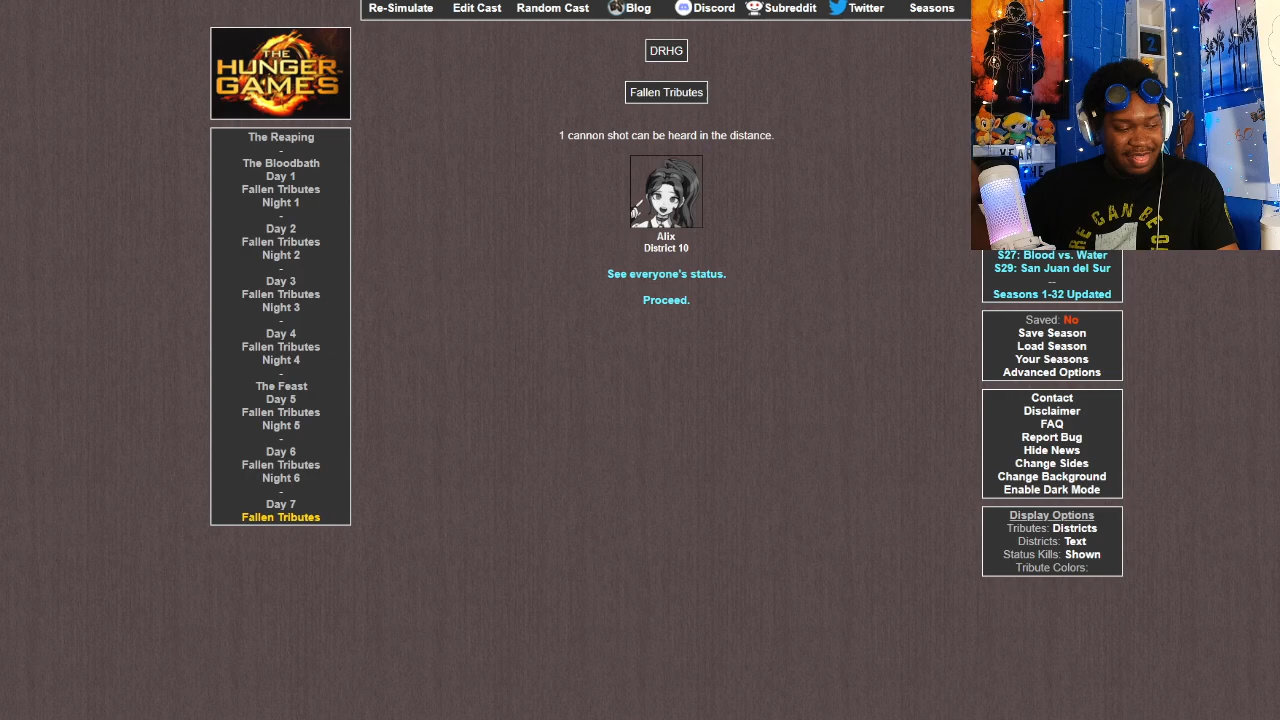 Re-Simulate Edit Cast Random Cast Blog Discord Subreddit Twitter Seasons
THE
HUNGER
GAMES
The Reaping
-
The Bloodbath
Day 1
Fallen Tributes
Night 1
-
Day 2
Fallen Tributes
Night 2
-
Day 3
Fallen Tributes
Night 3
-
Day 4
Fallen Tributes
Night 4
-
The Feast
Day 5
Fallen Tributes
Night 5
-
Day 6
Fallen Tributes
Night 6
-
Day 7
Fallen Tributes
DRHG
Fallen Tributes
1 cannon shot can be heard in the distance.
Alix
District 10
See everyone's status.
Proceed.
S27: Blood vs. Water
S29: San Juan del Sur
--
Seasons 1-32 Updated
Saved: No
Save Season
Load Season
Your Seasons
Advanced Options
Contact
Disclaimer
FAQ
Report Bug
Hide News
Change Sides
Change Background
Enable Dark Mode
Display Options
Tributes: Districts
Districts: Text
Status Kills: Shown
Tribute Colors:
CAN BE